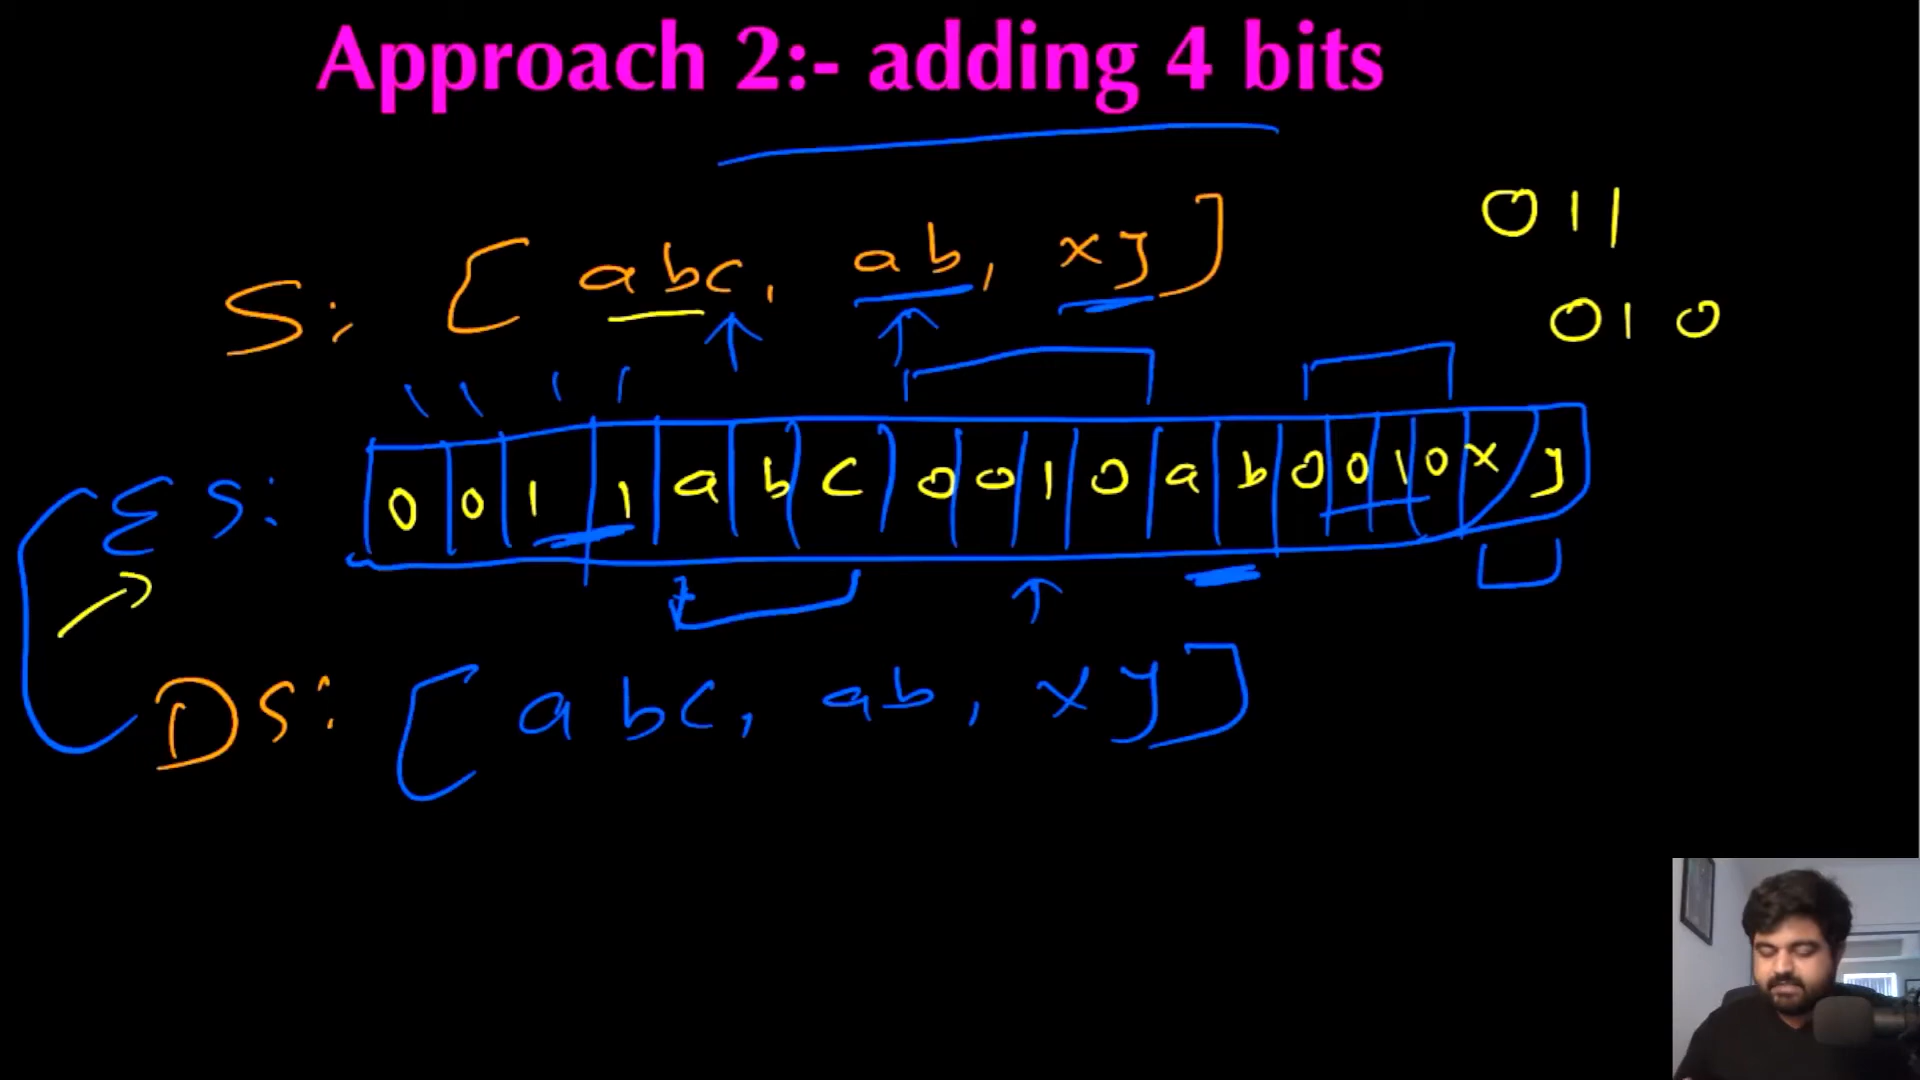 Approach 2:- adding 4 bits
011
S: [ abc, ab, xy ]
010
ES: 0 0 1 1 a b c 0 0 1 0 a b 0 0 1 0 x y
DS: [ abc, ab, xy ]